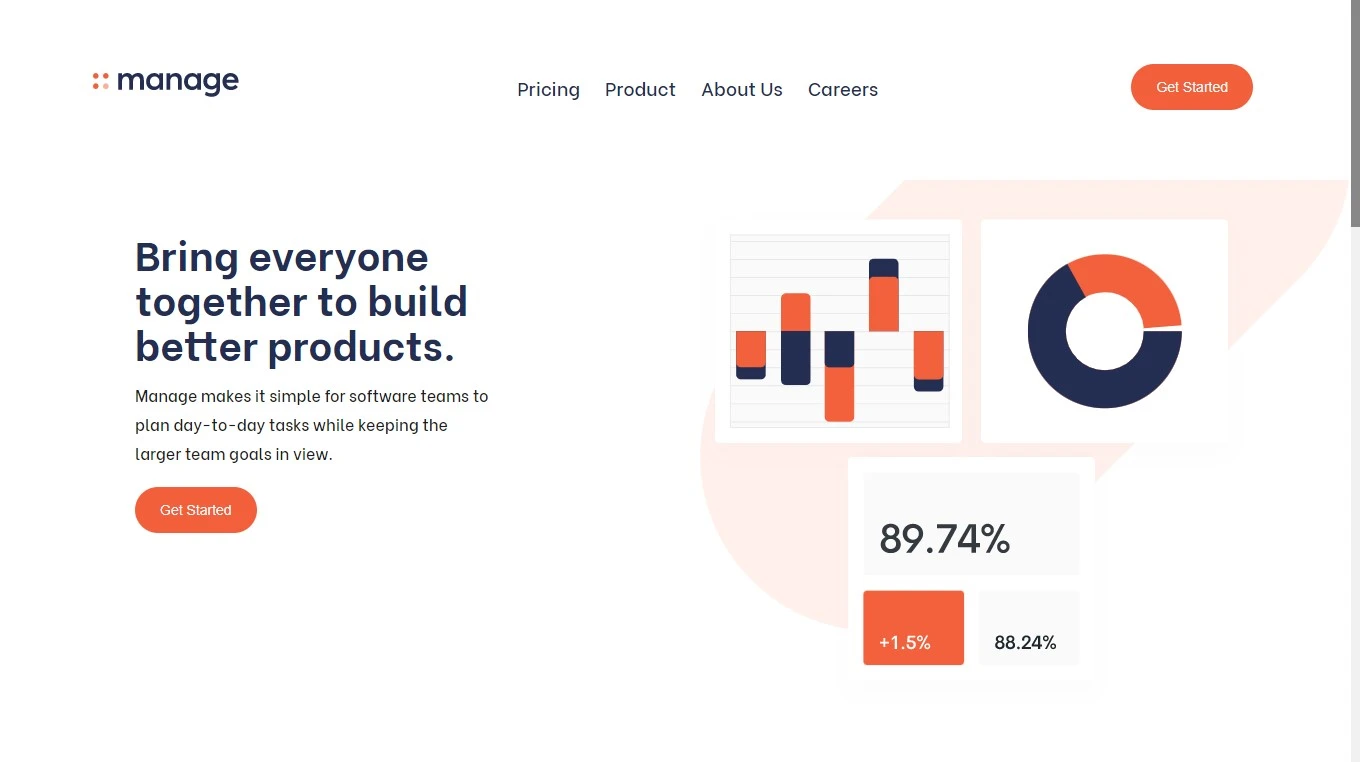 manage
Pricing Product About Us Careers
Get Started
Bring everyone
together to build
better products.
Manage makes it simple for software teams to
plan day-to-day tasks while keeping the
larger team goals in view.
Get Started
89.74%
+1.5% 88.24%